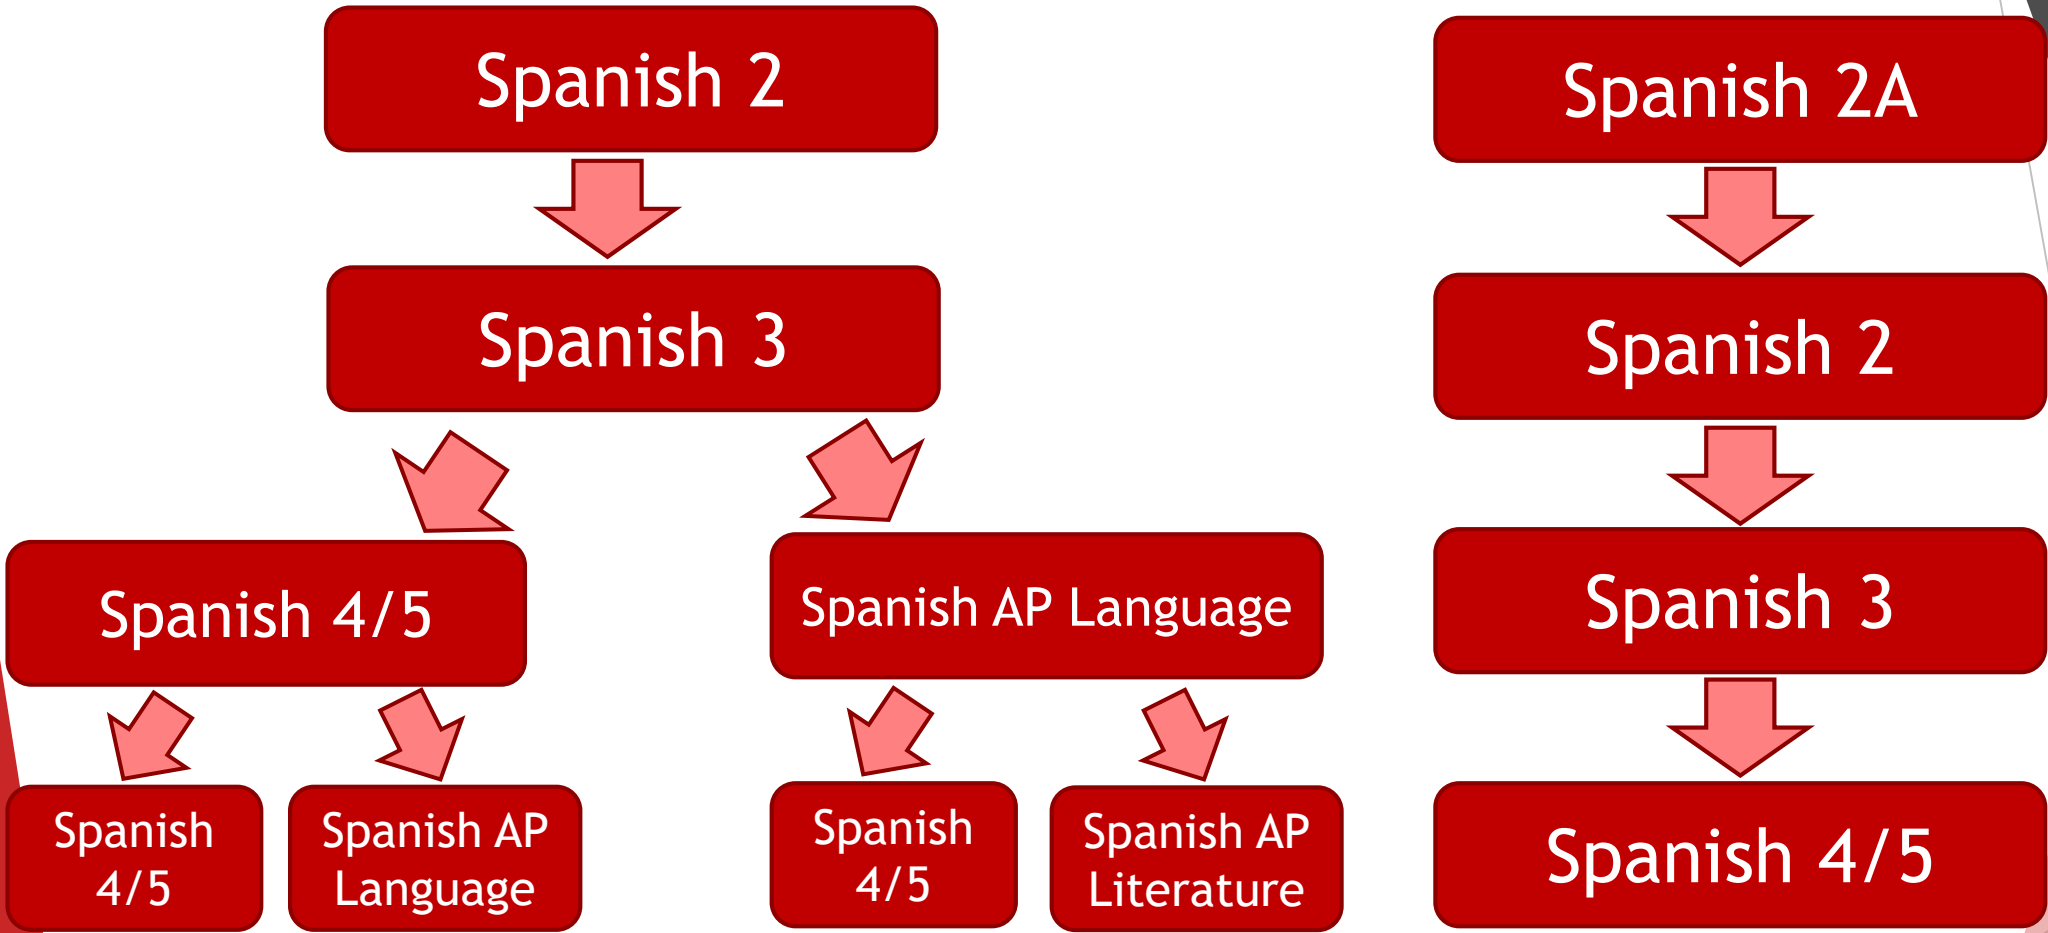 Spanish 2
Spanish 3
Spanish 4/5
Spanish AP Language
Spanish
4/5
Spanish AP
Language
Spanish
4/5
Spanish AP
Literature
Spanish 2A
Spanish 2
Spanish 3
Spanish 4/5